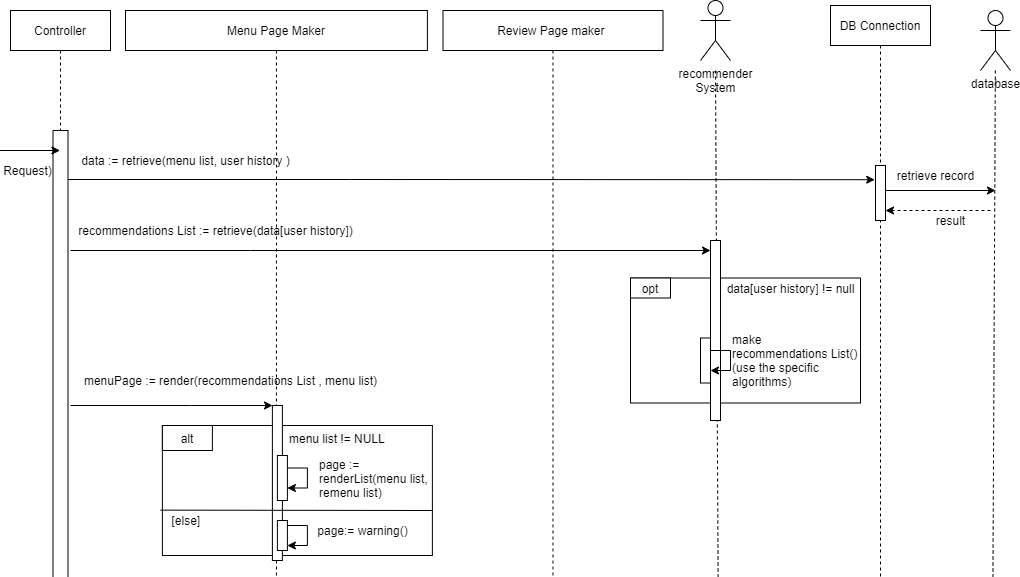 Controller
Menu Page Maker
Review Page maker
recommender
System
DB Connection
database
Request)
data := retrieve(menu list, user history )
retrieve record
result
recommendations List := retrieve(data[user history])
opt
data[user history] != null
make
recommendations List()
(use the specific
algorithms)
menuPage := render(recommendations List , menu list)
alt
menu list != NULL
page :=
renderList(menu list,
remenu list)
[else]
page:= warning()